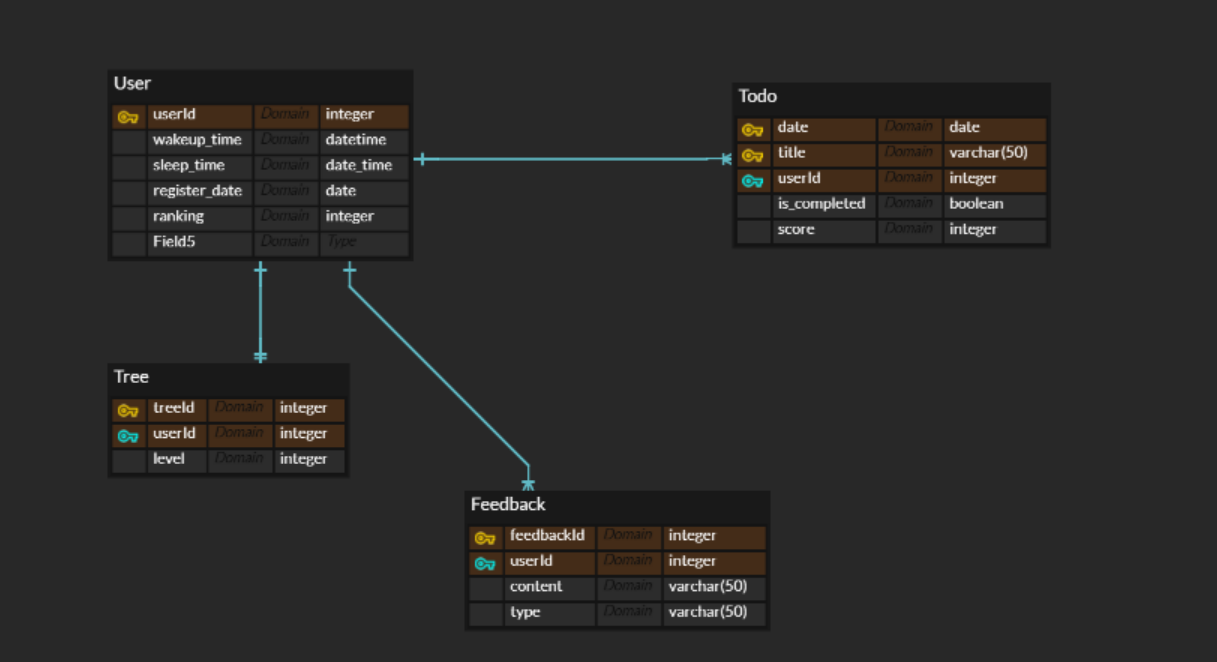 User
userId Domain integer
wakeup_time Domain datetime
sleep_time Domain date_time
register_date Domain date
ranking Domain integer
Field5 Domain Type
Todo
date Domain date
title Domain varchar(50)
userId Domain integer
is_completed Domain boolean
score Domain integer
Tree
treeId Domain integer
userId Domain integer
level Domain integer
Feedback
feedbackId Domain integer
userId Domain integer
content Domain varchar(50)
type Domain varchar(50)